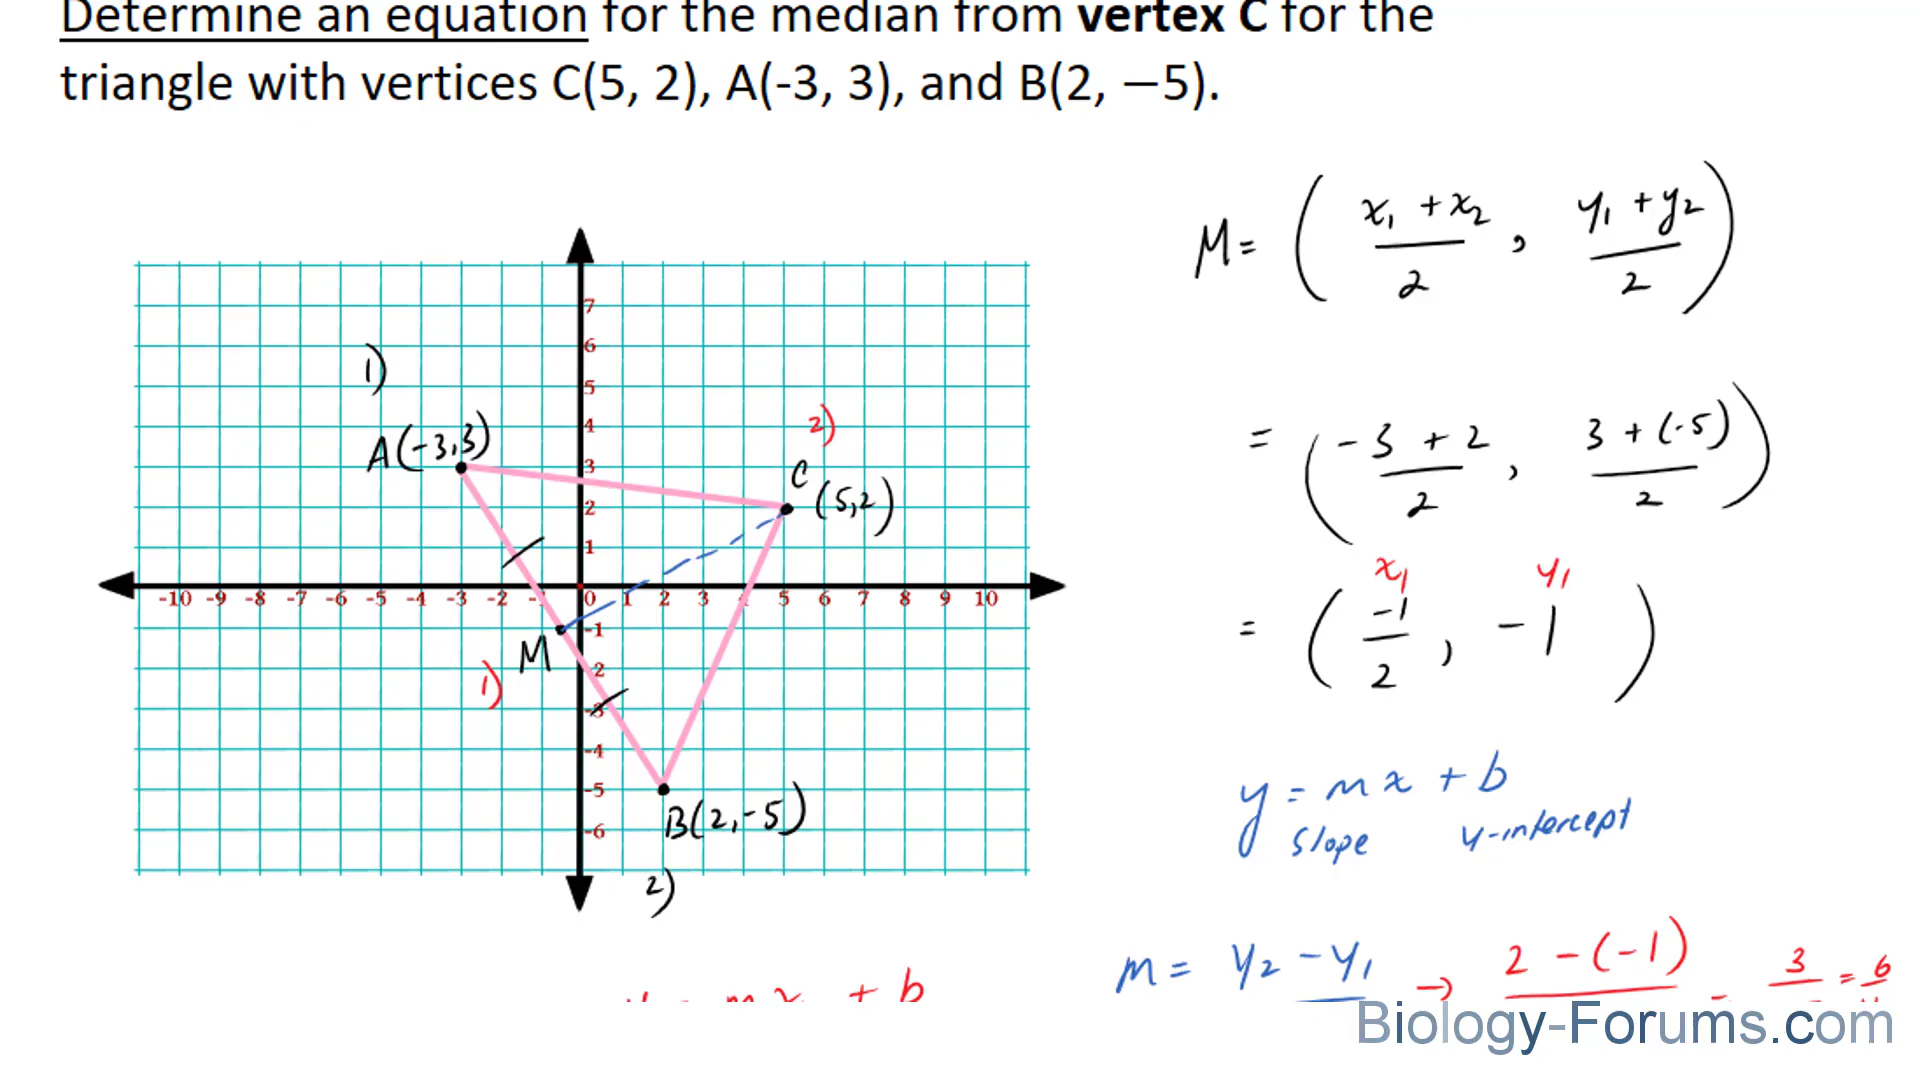 Determine an equation for the median from vertex C for the
triangle with vertices C(5, 2), A(-3, 3), and B(2, −5).
M = ( x₁ + x₂ / 2 , y₁ + y₂ / 2 )
7
6
1)
5
2)
4
A(-3,3)
3
C
= ( -3 + 2 / 2 , 3 + (-5) / 2 )
2
(5,2)
1
x₁ y₁
-10 -9 -8 -7 -6 -5 -4 -3 -2 0 1 2 3 5 6 7 8 9 10
= ( -1 / 2 , -1 )
-1
M
2
1)
-3
-4
y = mx + b
-5
slope y-intercept
B(2,-5)
-6
2)
m = y₂ - y₁ → 2 - (-1) = 3 = 6
+ b
Biology-Forums.com